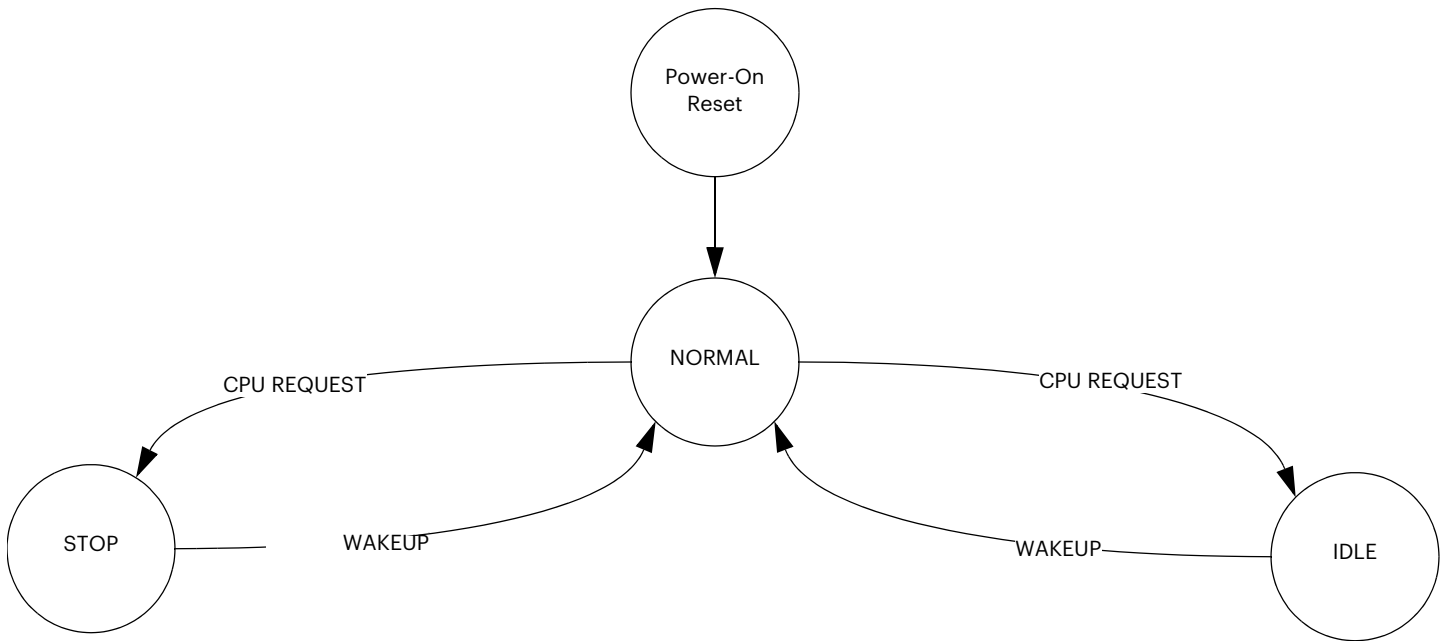 Power-On
Reset
NORMAL
CPU REQUEST
CPU REQUEST
STOP
WAKEUP
WAKEUP
IDLE